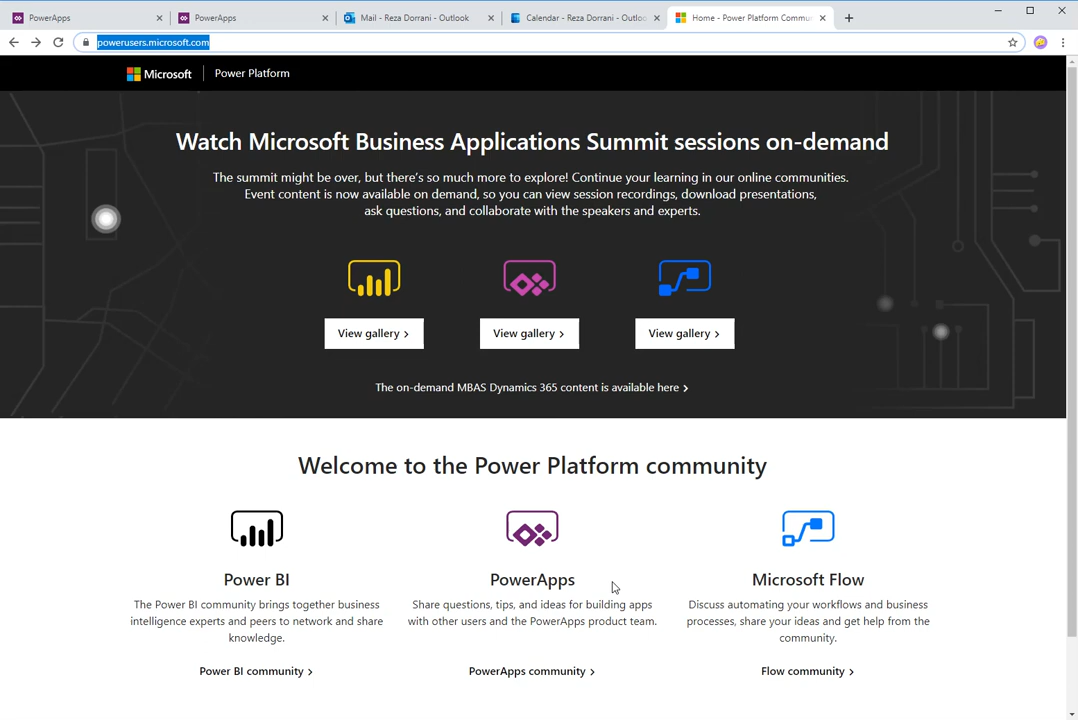 PowerApps
PowerApps
Mail - Reza Dorrani - Outlook
Calendar - Reza Dorrani - Outloo
Home - Power Platform Commu
powerusers.microsoft.com
Microsoft
Power Platform
Watch Microsoft Business Applications Summit sessions on-demand
The summit might be over, but there's so much more to explore! Continue your learning in our online communities.
Event content is now available on demand, so you can view session recordings, download presentations,
ask questions, and collaborate with the speakers and experts.
View gallery >
View gallery >
View gallery >
The on-demand MBAS Dynamics 365 content is available here >
Welcome to the Power Platform community
Power BI
The Power BI community brings together business
intelligence experts and peers to network and share
knowledge.
Power BI community >
PowerApps
Share questions, tips, and ideas for building apps
with other users and the PowerApps product team.
PowerApps community >
Microsoft Flow
Discuss automating your workflows and business
processes, share your ideas and get help from the
community.
Flow community >